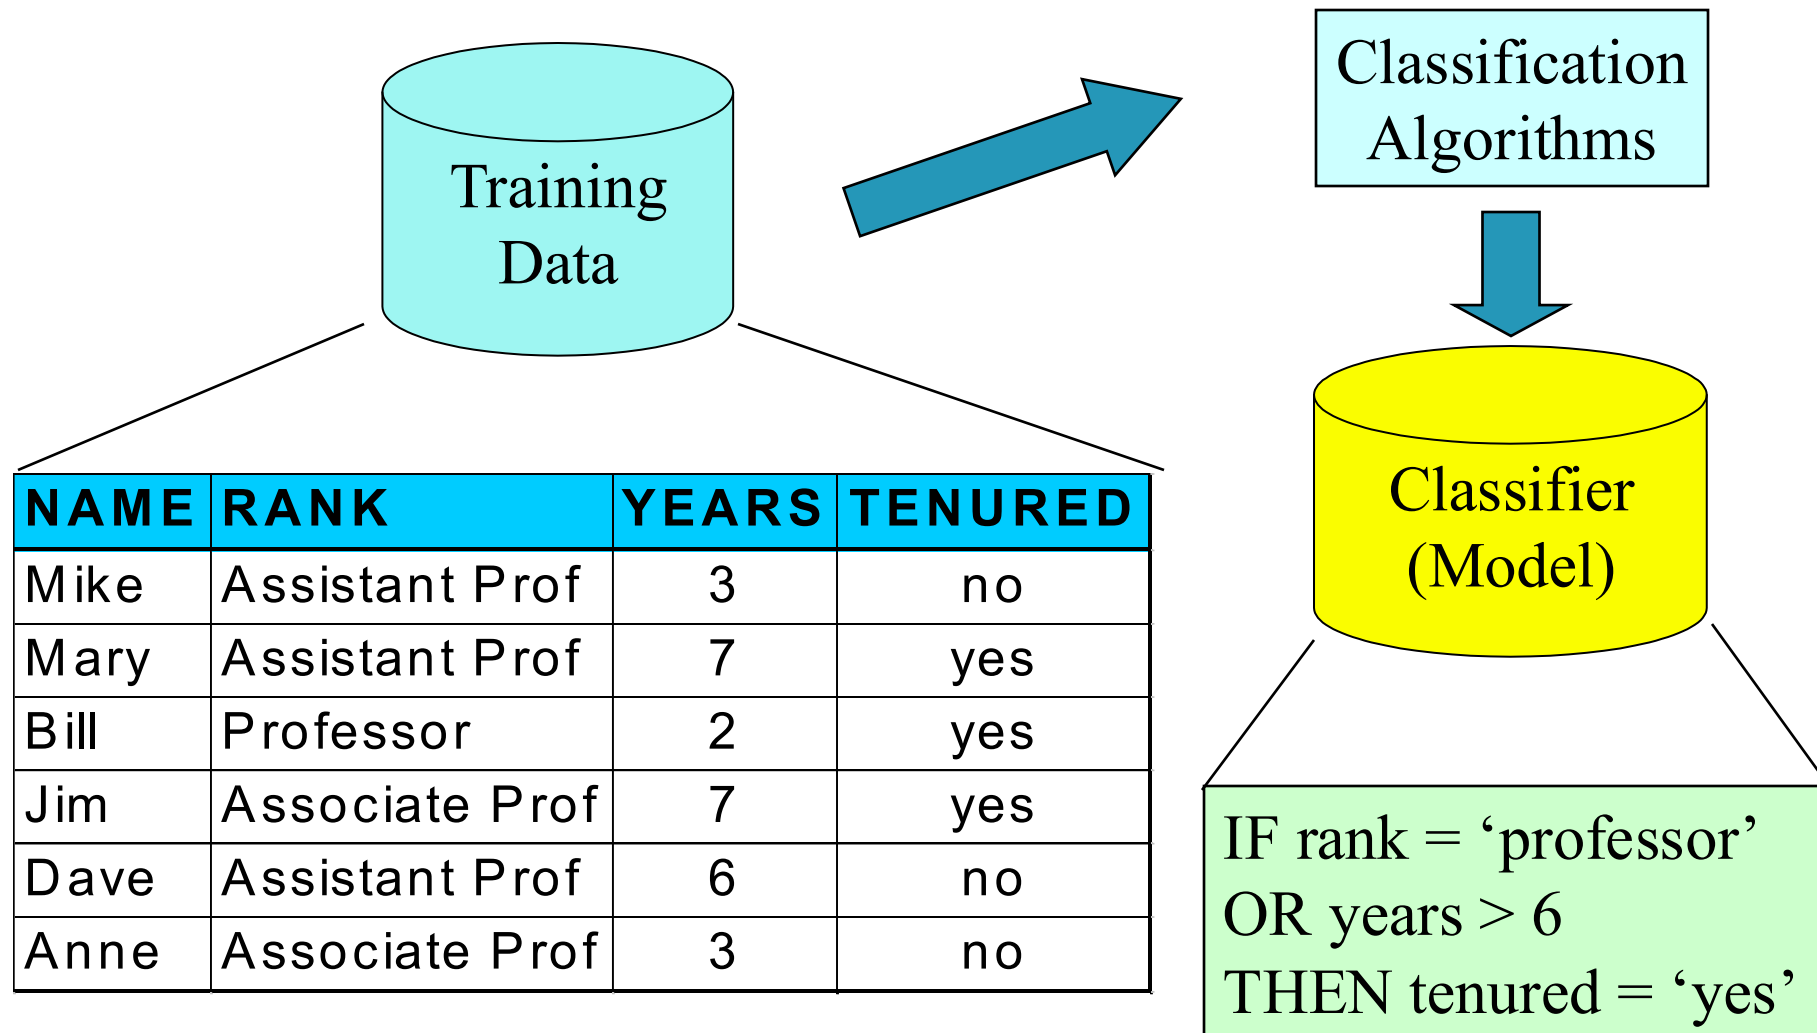 Training
Data
Classification
Algorithms
NAME RANK YEARS TENURED
Mike Assistant Prof 3 no
Mary Assistant Prof 7 yes
Bill Professor 2 yes
Jim Associate Prof 7 yes
Dave Assistant Prof 6 no
Anne Associate Prof 3 no
Classifier
(Model)
IF rank = ‘professor’
OR years > 6
THEN tenured = ‘yes’